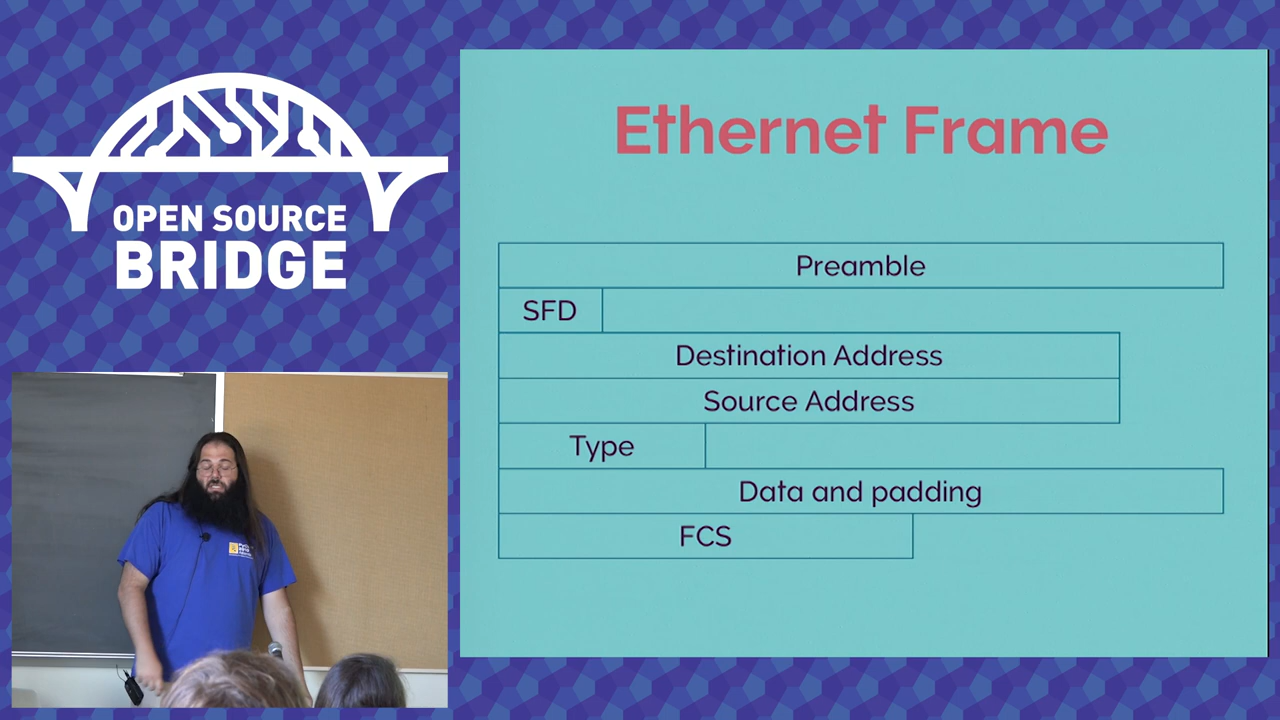 OPEN SOURCE
BRIDGE
Ethernet Frame
Preamble
SFD
Destination Address
Source Address
Type
Data and padding
FCS